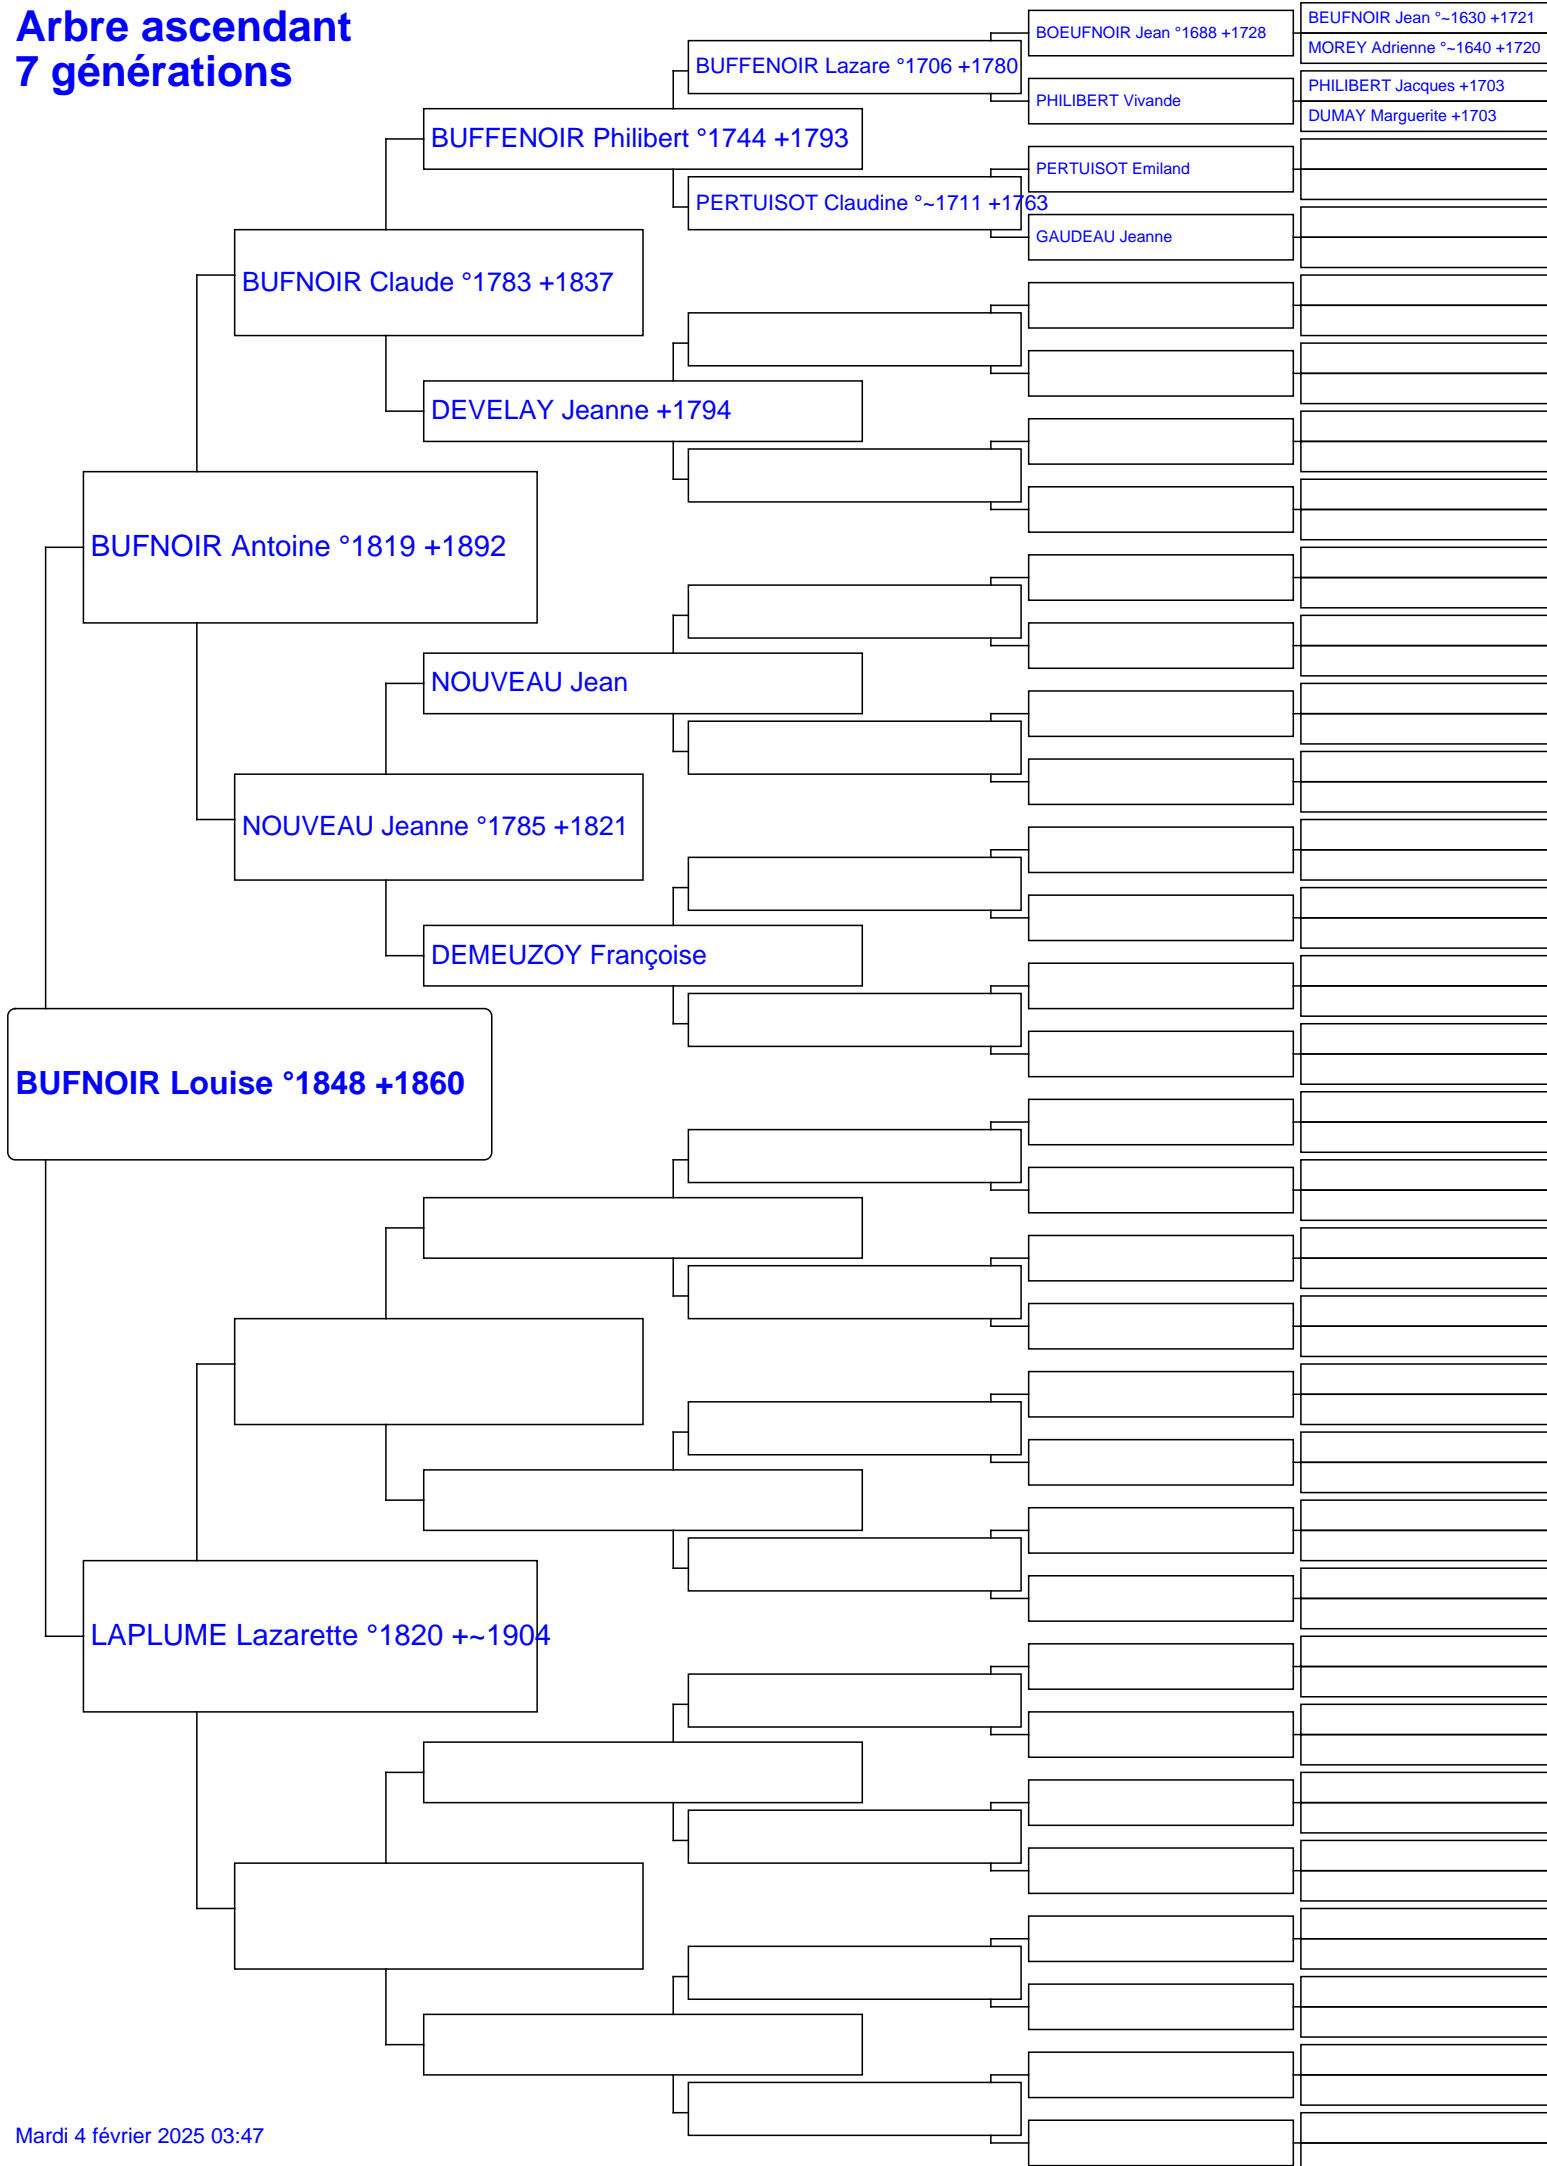 Arbre ascendant
7 générations
BEUFNOIR Jean °~1630 +1721
BOEUFNOIR Jean °1688 +1728
MOREY Adrienne °~1640 +1720
BUFFENOIR Lazare °1706 +1780
PHILIBERT Jacques +1703
PHILIBERT Vivande
DUMAY Marguerite +1703
BUFFENOIR Philibert °1744 +1793
PERTUISOT Emiland
PERTUISOT Claudine °~1711 +1763
GAUDEAU Jeanne
BUFNOIR Claude °1783 +1837
DEVELAY Jeanne +1794
BUFNOIR Antoine °1819 +1892
NOUVEAU Jean
NOUVEAU Jeanne °1785 +1821
DEMEUZOY Françoise
BUFNOIR Louise °1848 +1860
LAPLUME Lazarette °1820 +~1904
Mardi 4 février 2025 03:47